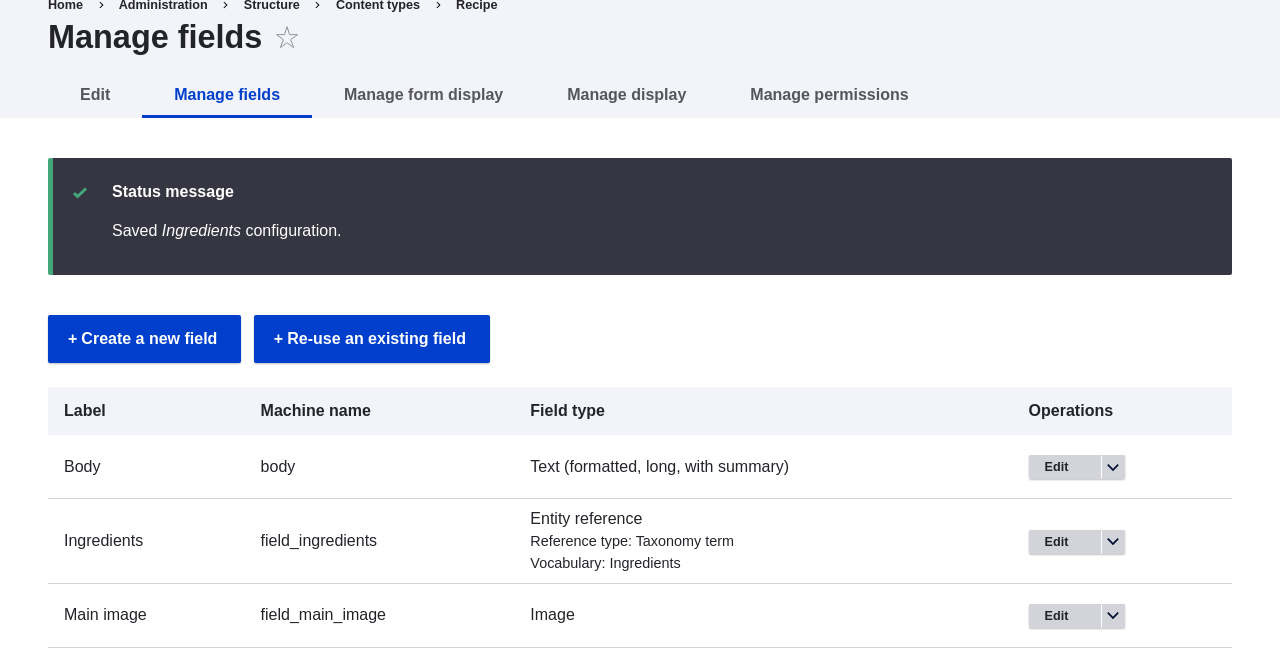 Home > Administration > Structure > Content types > Recipe
Manage fields
Edit Manage fields Manage form display Manage display Manage permissions
Status message
Saved Ingredients configuration.
+ Create a new field + Re-use an existing field
Label Machine name Field type Operations
Body body Text (formatted, long, with summary) Edit
Ingredients field_ingredients Entity reference Edit
Reference type: Taxonomy term
Vocabulary: Ingredients
Main image field_main_image Image Edit